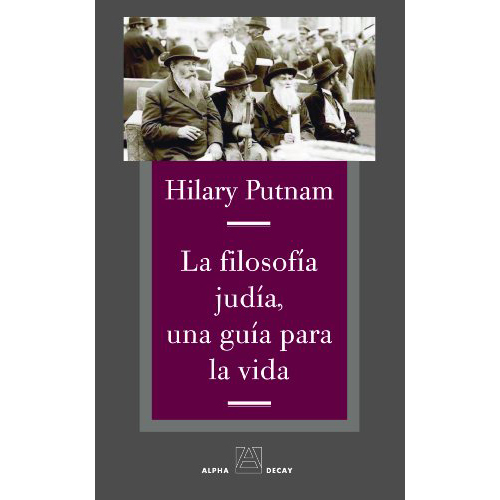 Hilary Putnam
La filosofía
judía,
una guía para
la vida
ALPHA DECAY